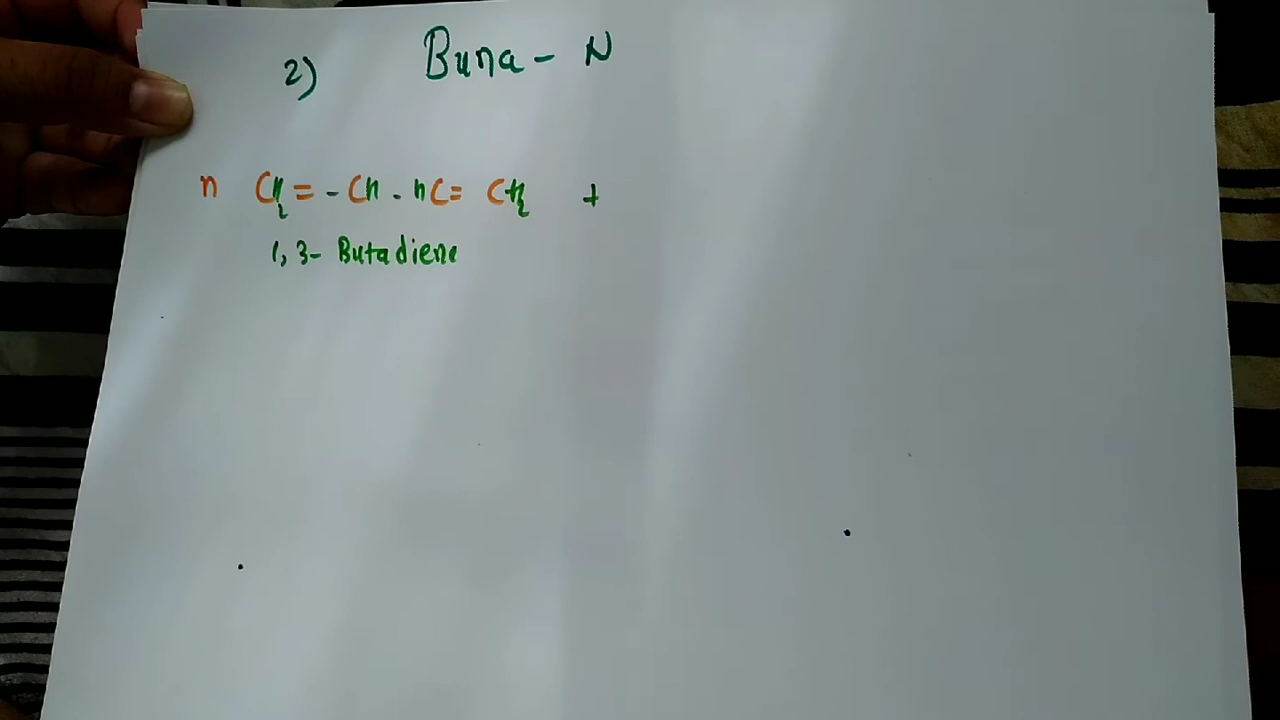 2) Buna - N
n CH2 = - CH - HC = CH2 +
1, 3- Butadiene